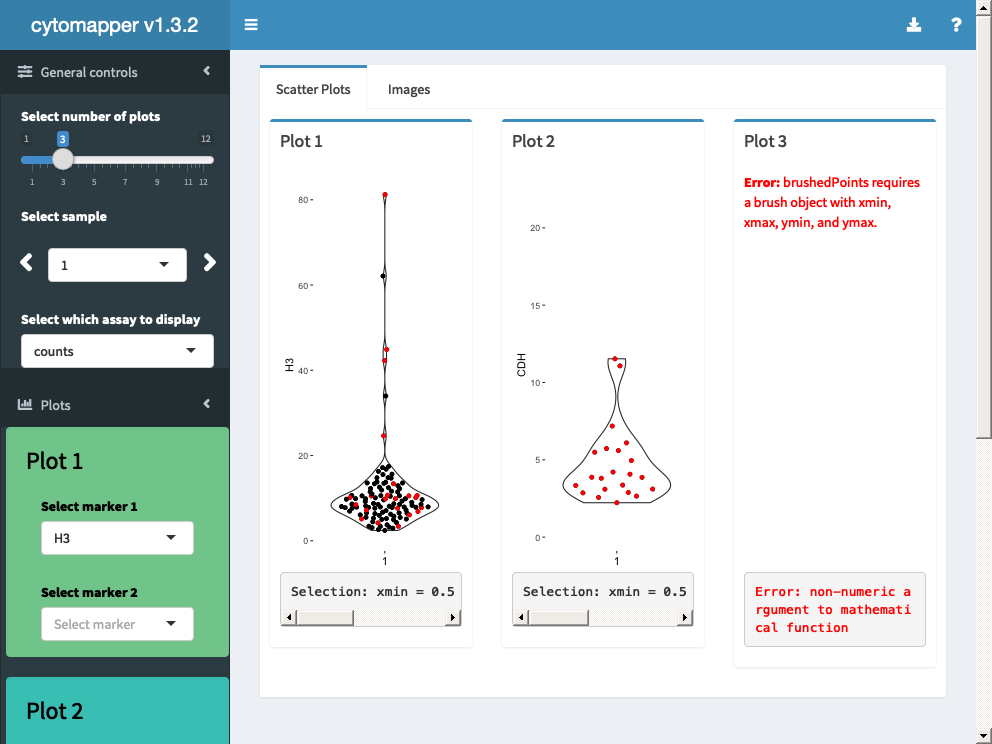 cytomapper v1.3.2
?
General controls
Select number of plots
1 3 12
1 3 5 7 9 11 12
Select sample
1
Select which assay to display
counts
Plots
Plot 1
Select marker 1
H3
Select marker 2
Select marker
Plot 2
Scatter Plots
Images
Plot 1
80
60
40
20
0
H3
1
Selection: xmin = 0.5
Plot 2
20
15
10
5
0
CDH
1
Selection: xmin = 0.5
Plot 3
Error: brushedPoints requires
a brush object with xmin,
xmax, ymin, and ymax.
Error: non-numeric a
rgument to mathemati
cal function